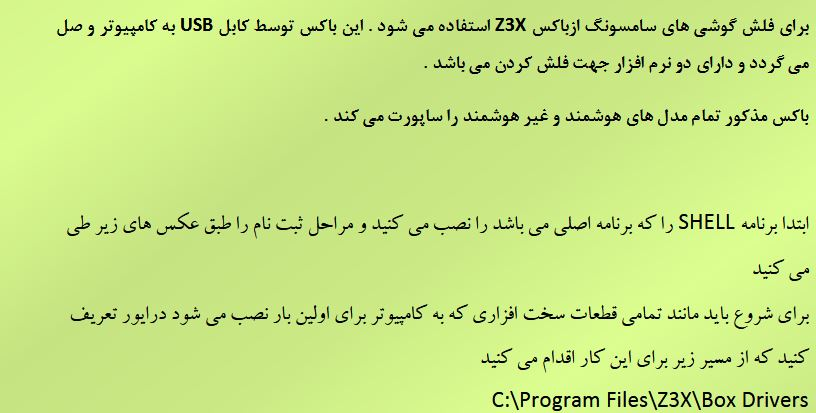 برای فلش گوشی های سامسونگ ازباکس Z3X استفاده می شود . این باکس توسط کابل USB به کامپیوتر و صل
می گردد و دارای دو نرم افزار جهت فلش کردن می باشد .
باکس مذکور تمام مدل های هوشمند و غیر هوشمند را ساپورت می کند .
ابتدا برنامه SHELL را که برنامه اصلی می باشد را نصب می کنید و مراحل ثبت نام را طبق عکس های زیر طی
می کنید
برای شروع باید مانند تمامی قطعات سخت افزاری که به کامپیوتر برای اولین بار نصب می شود درایور تعریف
کنید که از مسیر زیر برای این کار اقدام می کنید
C:\Program Files\Z3X\Box Drivers